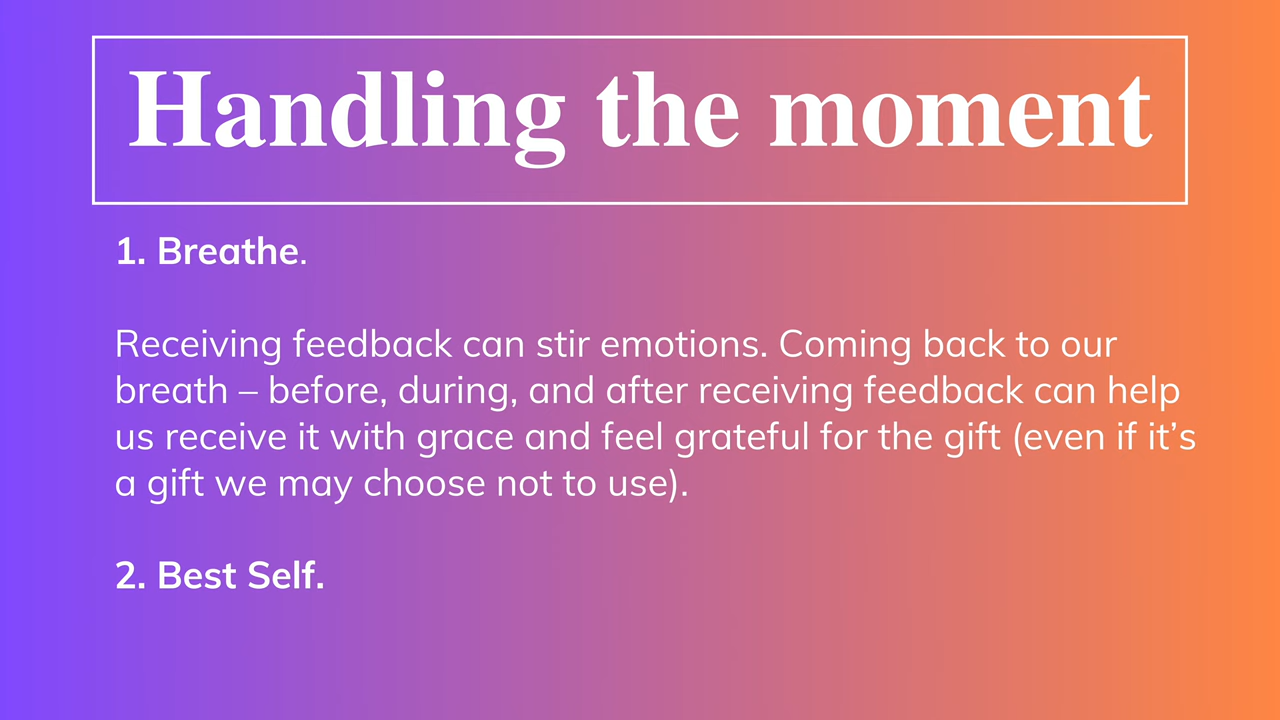 Handling the moment
1. Breathe.
Receiving feedback can stir emotions. Coming back to our
breath – before, during, and after receiving feedback can help
us receive it with grace and feel grateful for the gift (even if it’s
a gift we may choose not to use).
2. Best Self.